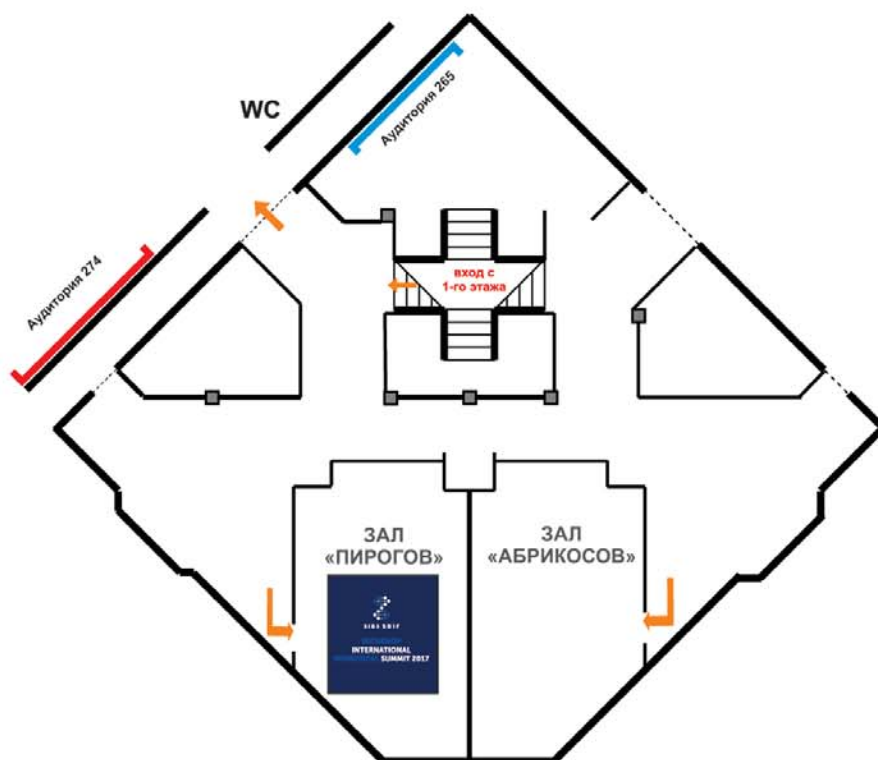 WC
Аудитория 265
Аудитория 274
вход с
1-го этажа
ЗАЛ
«ПИРОГОВ»
ЗАЛ
«АБРИКОСОВ»
INTERNATIONAL
SUMMIT 2017